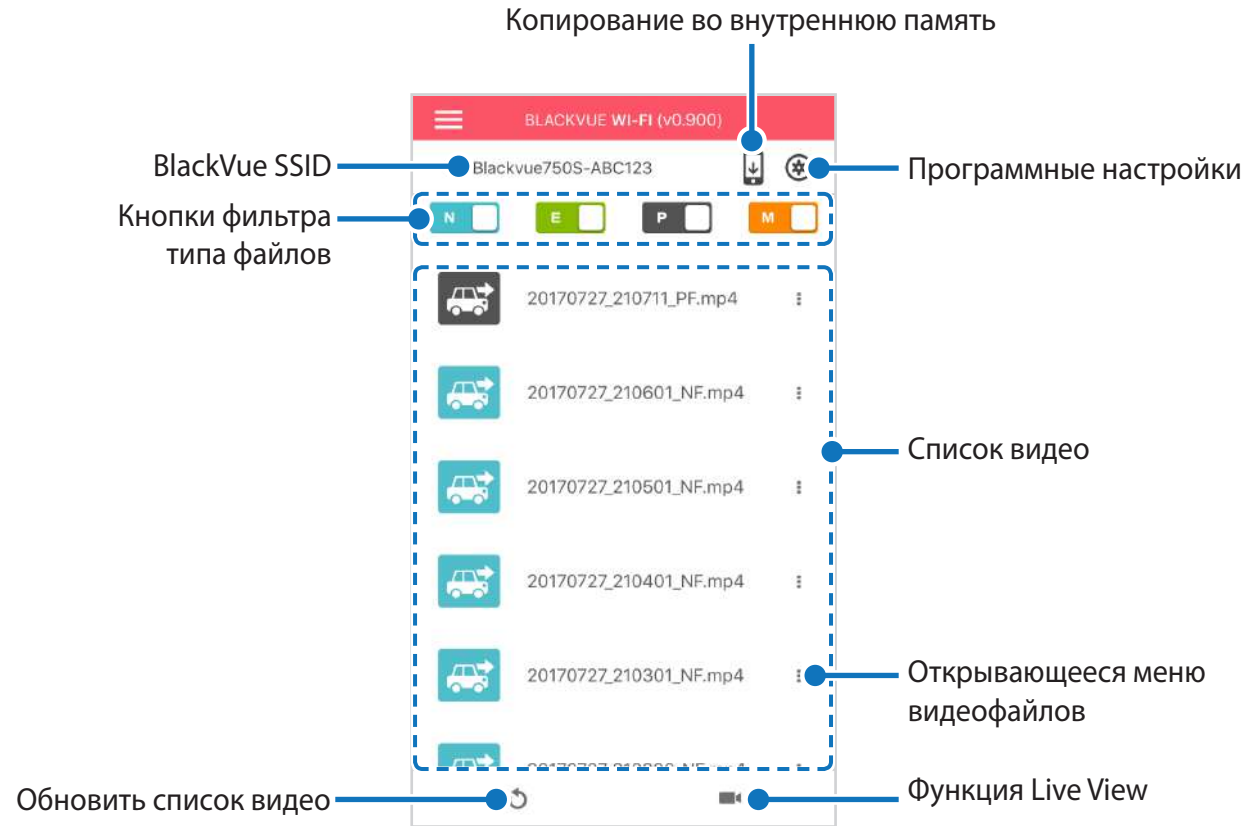 Копирование во внутреннюю память
BLACKVUE WI-FI (v0.900)
BlackVue SSID
Blackvue750S-ABC123
Программные настройки
Кнопки фильтра
типа файлов
N E P M
20170727_210711_PF.mp4
20170727_210601_NF.mp4
20170727_210501_NF.mp4
Список видео
20170727_210401_NF.mp4
20170727_210301_NF.mp4
Открывающееся меню
видеофайлов
Обновить список видео
Функция Live View